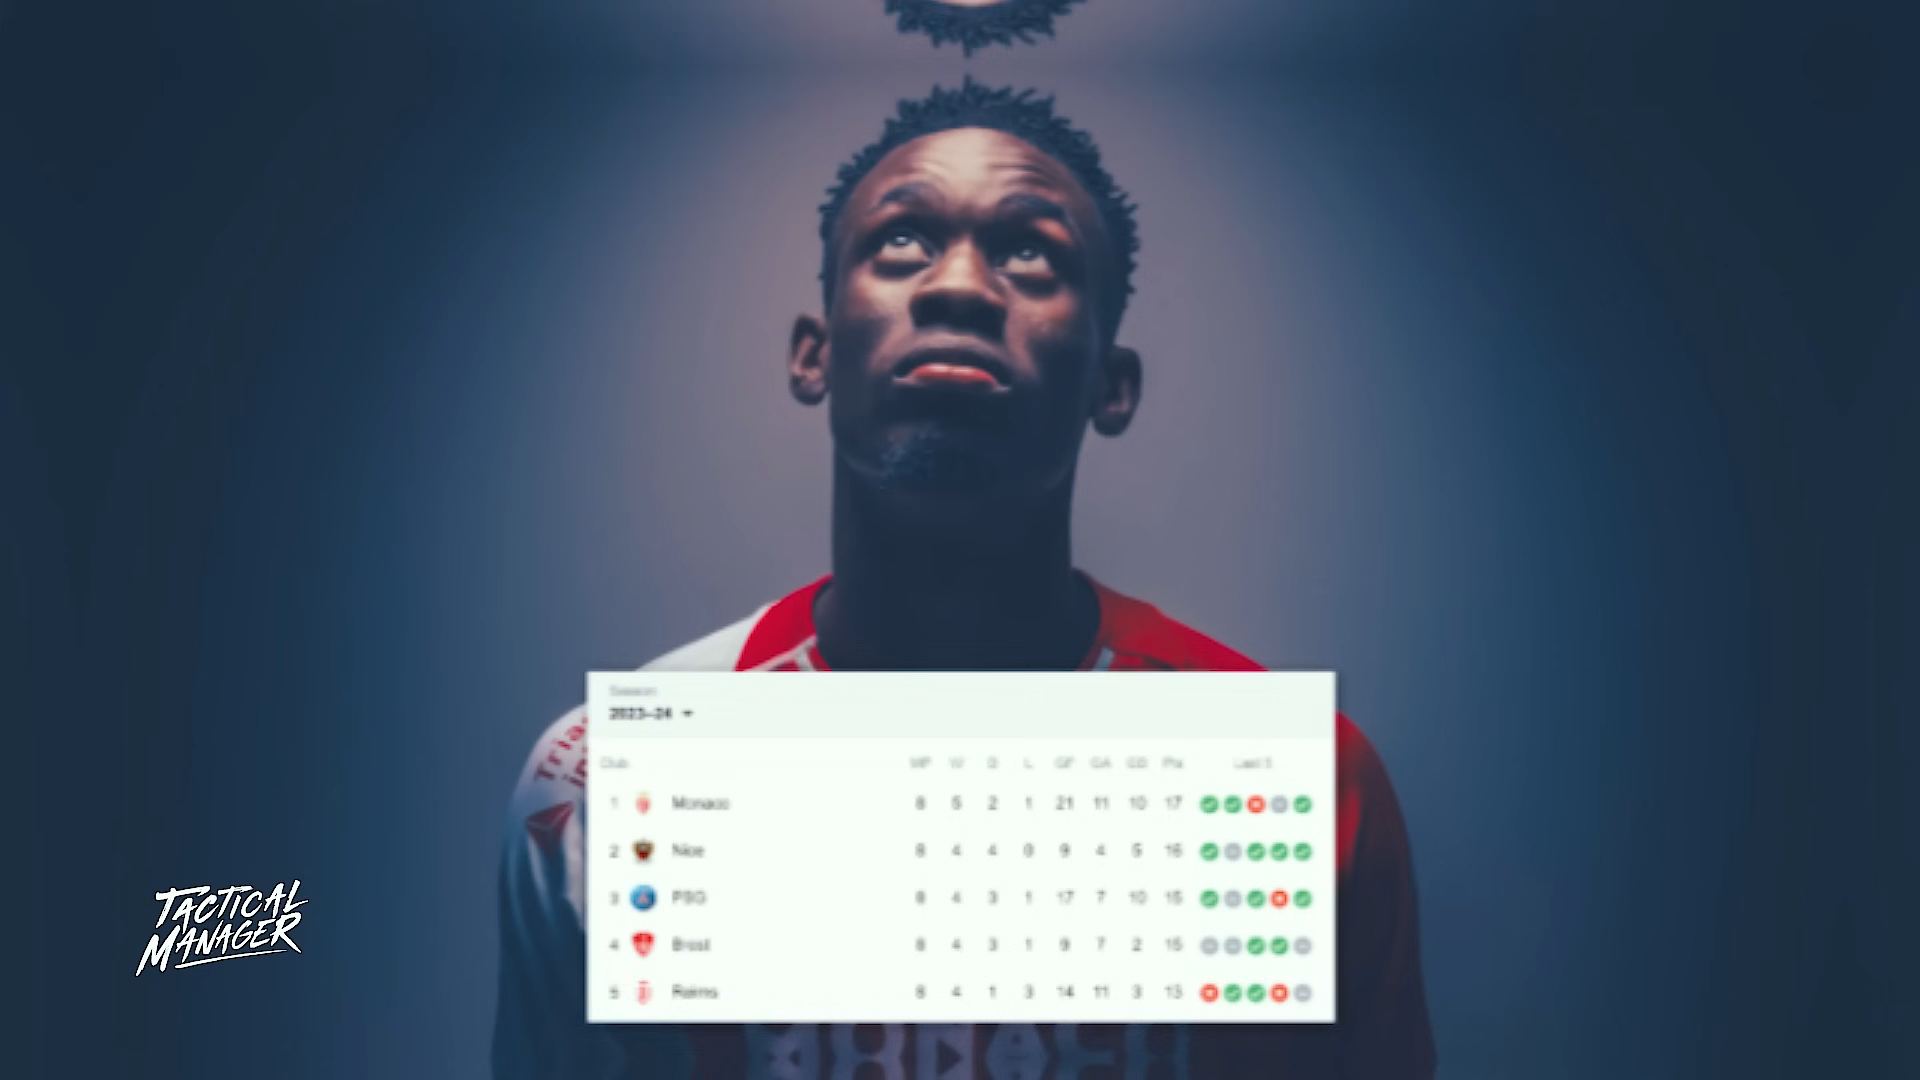 Season
2023–24
Club MP W D L GF GA GD Pts Last 5
1 Monaco 8 5 2 1 21 11 10 17
2 Nice 8 4 4 0 9 4 5 16
3 PSG 8 4 3 1 17 7 10 15
4 Brest 8 4 3 1 9 7 2 15
5 Reims 8 4 1 3 14 11 3 13
TACTICAL
MANAGER